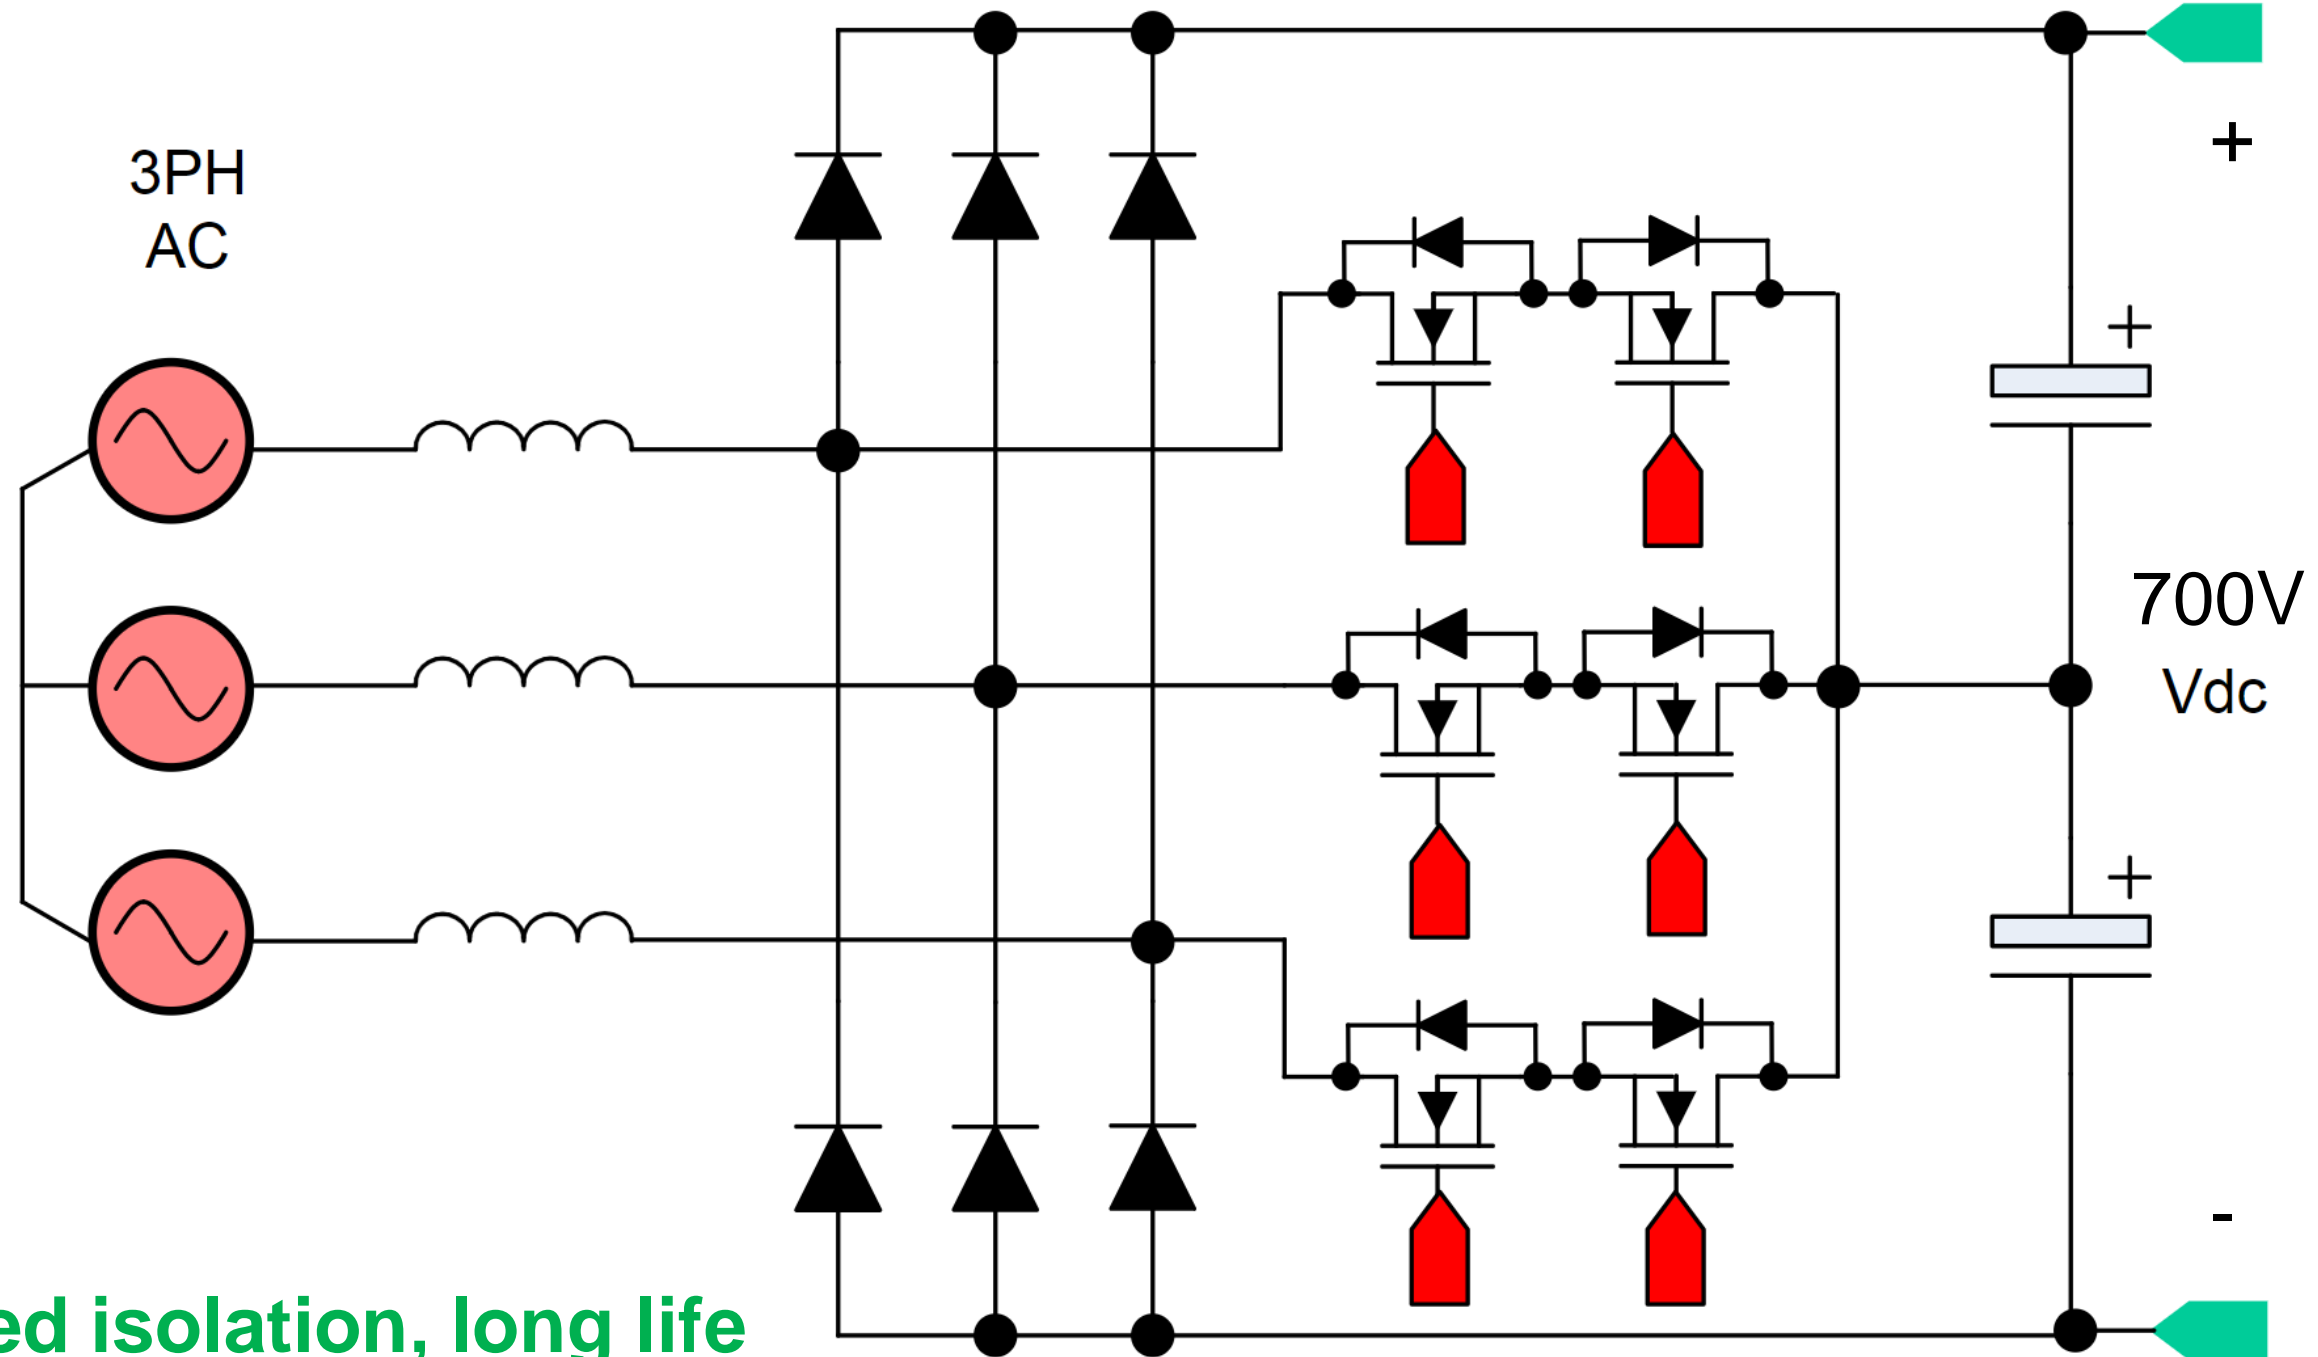 3PH
AC
+
+
700V
Vdc
+
-
ed isolation, long life